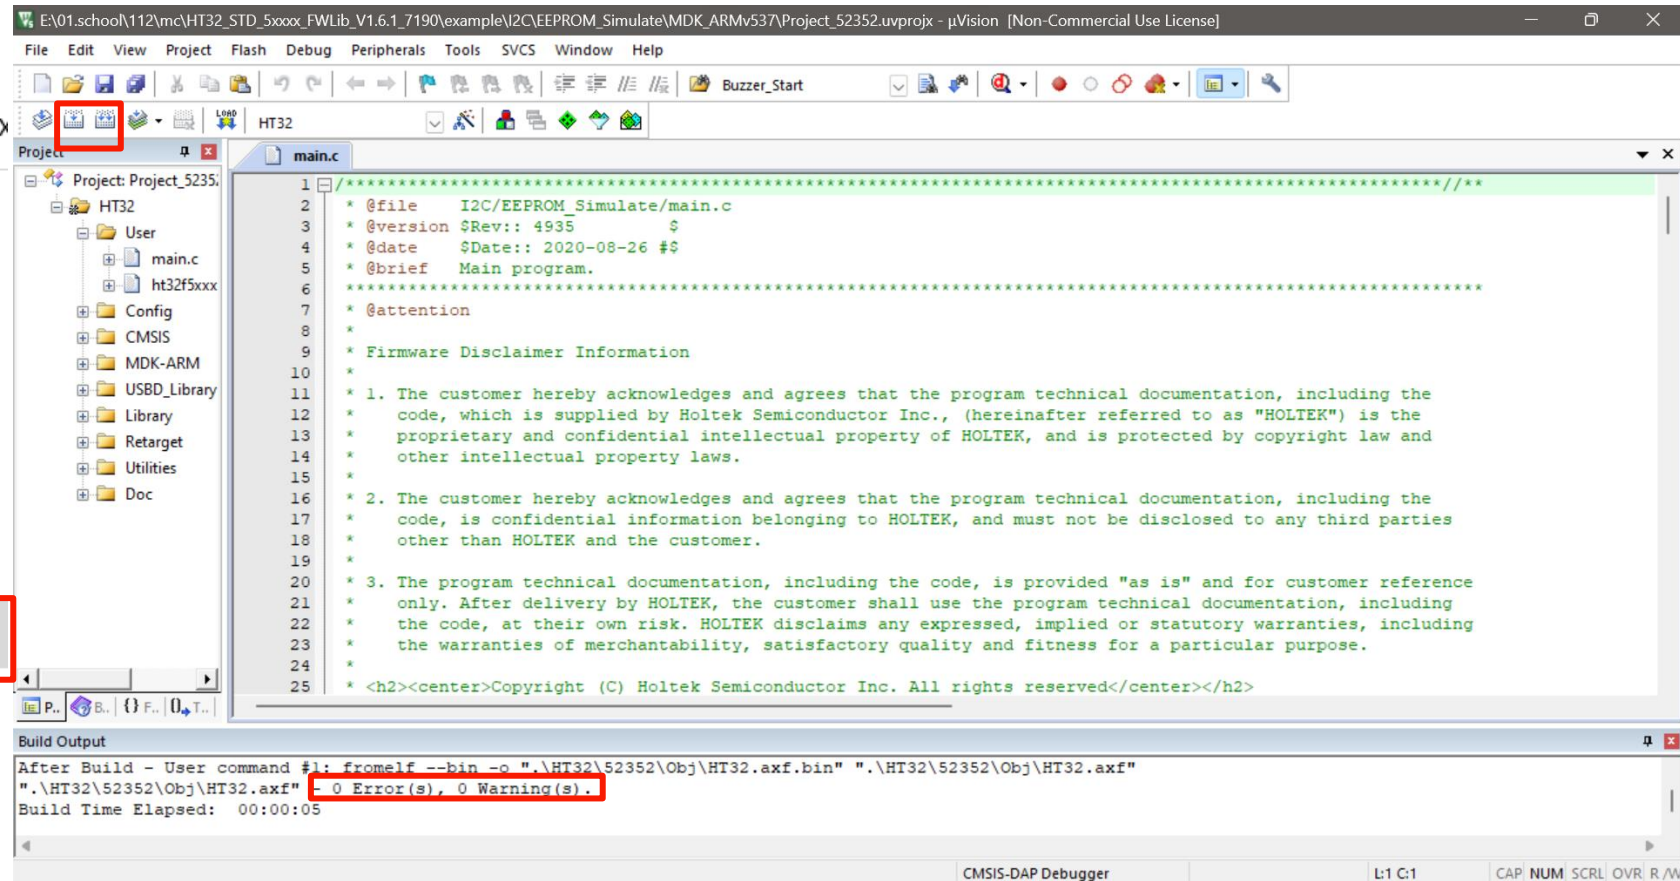 E:\01.school\112\mc\HT32_STD_5xxxx_FWLib_V1.6.1_7190\example\I2C\EEPROM_Simulate\MDK_ARMv537\Project_52352.uvprojx - µVision [Non-Commercial Use License]
File Edit View Project Flash Debug Peripherals Tools SVCS Window Help
Buzzer_Start
LOAD HT32
Project
main.c
Project: Project_5235
HT32
User
main.c
ht32f5xxx
Config
CMSIS
MDK-ARM
USBD_Library
Library
Retarget
Utilities
Doc
P.. B.. {} F.. 0 T..
1 /*********************************************************************************************************//**
2 * @file    I2C/EEPROM_Simulate/main.c
3 * @version $Rev:: 4935         $
4 * @date    $Date:: 2020-08-26 #$
5 * @brief   Main program.
6 *************************************************************************************************************
7 * @attention
8 *
9 * Firmware Disclaimer Information
10 *
11 * 1. The customer hereby acknowledges and agrees that the program technical documentation, including the
12 *    code, which is supplied by Holtek Semiconductor Inc., (hereinafter referred to as "HOLTEK") is the
13 *    proprietary and confidential intellectual property of HOLTEK, and is protected by copyright law and
14 *    other intellectual property laws.
15 *
16 * 2. The customer hereby acknowledges and agrees that the program technical documentation, including the
17 *    code, is confidential information belonging to HOLTEK, and must not be disclosed to any third parties
18 *    other than HOLTEK and the customer.
19 *
20 * 3. The program technical documentation, including the code, is provided "as is" and for customer reference
21 *    only. After delivery by HOLTEK, the customer shall use the program technical documentation, including
22 *    the code, at their own risk. HOLTEK disclaims any expressed, implied or statutory warranties, including
23 *    the warranties of merchantability, satisfactory quality and fitness for a particular purpose.
24 *
25 * <h2><center>Copyright (C) Holtek Semiconductor Inc. All rights reserved</center></h2>
Build Output
After Build - User command #1: fromelf --bin -o ".\HT32\52352\Obj\HT32.axf.bin" ".\HT32\52352\Obj\HT32.axf"
".\HT32\52352\Obj\HT32.axf" - 0 Error(s), 0 Warning(s).
Build Time Elapsed:  00:00:05
CMSIS-DAP Debugger L:1 C:1 CAP NUM SCRL OVR R/W